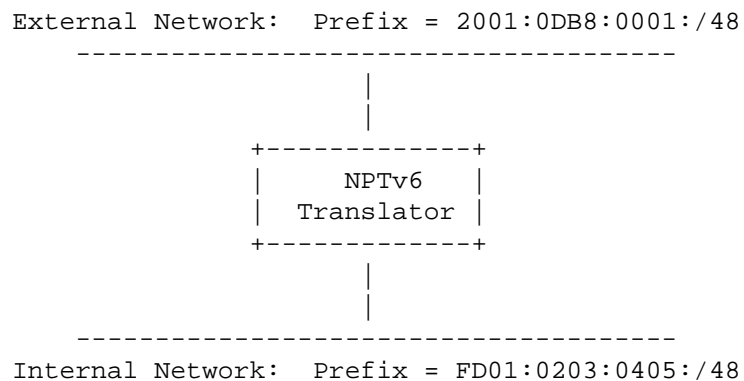 External Network:  Prefix = 2001:0DB8:0001:/48
NPTv6
Translator
Internal Network:  Prefix = FD01:0203:0405:/48